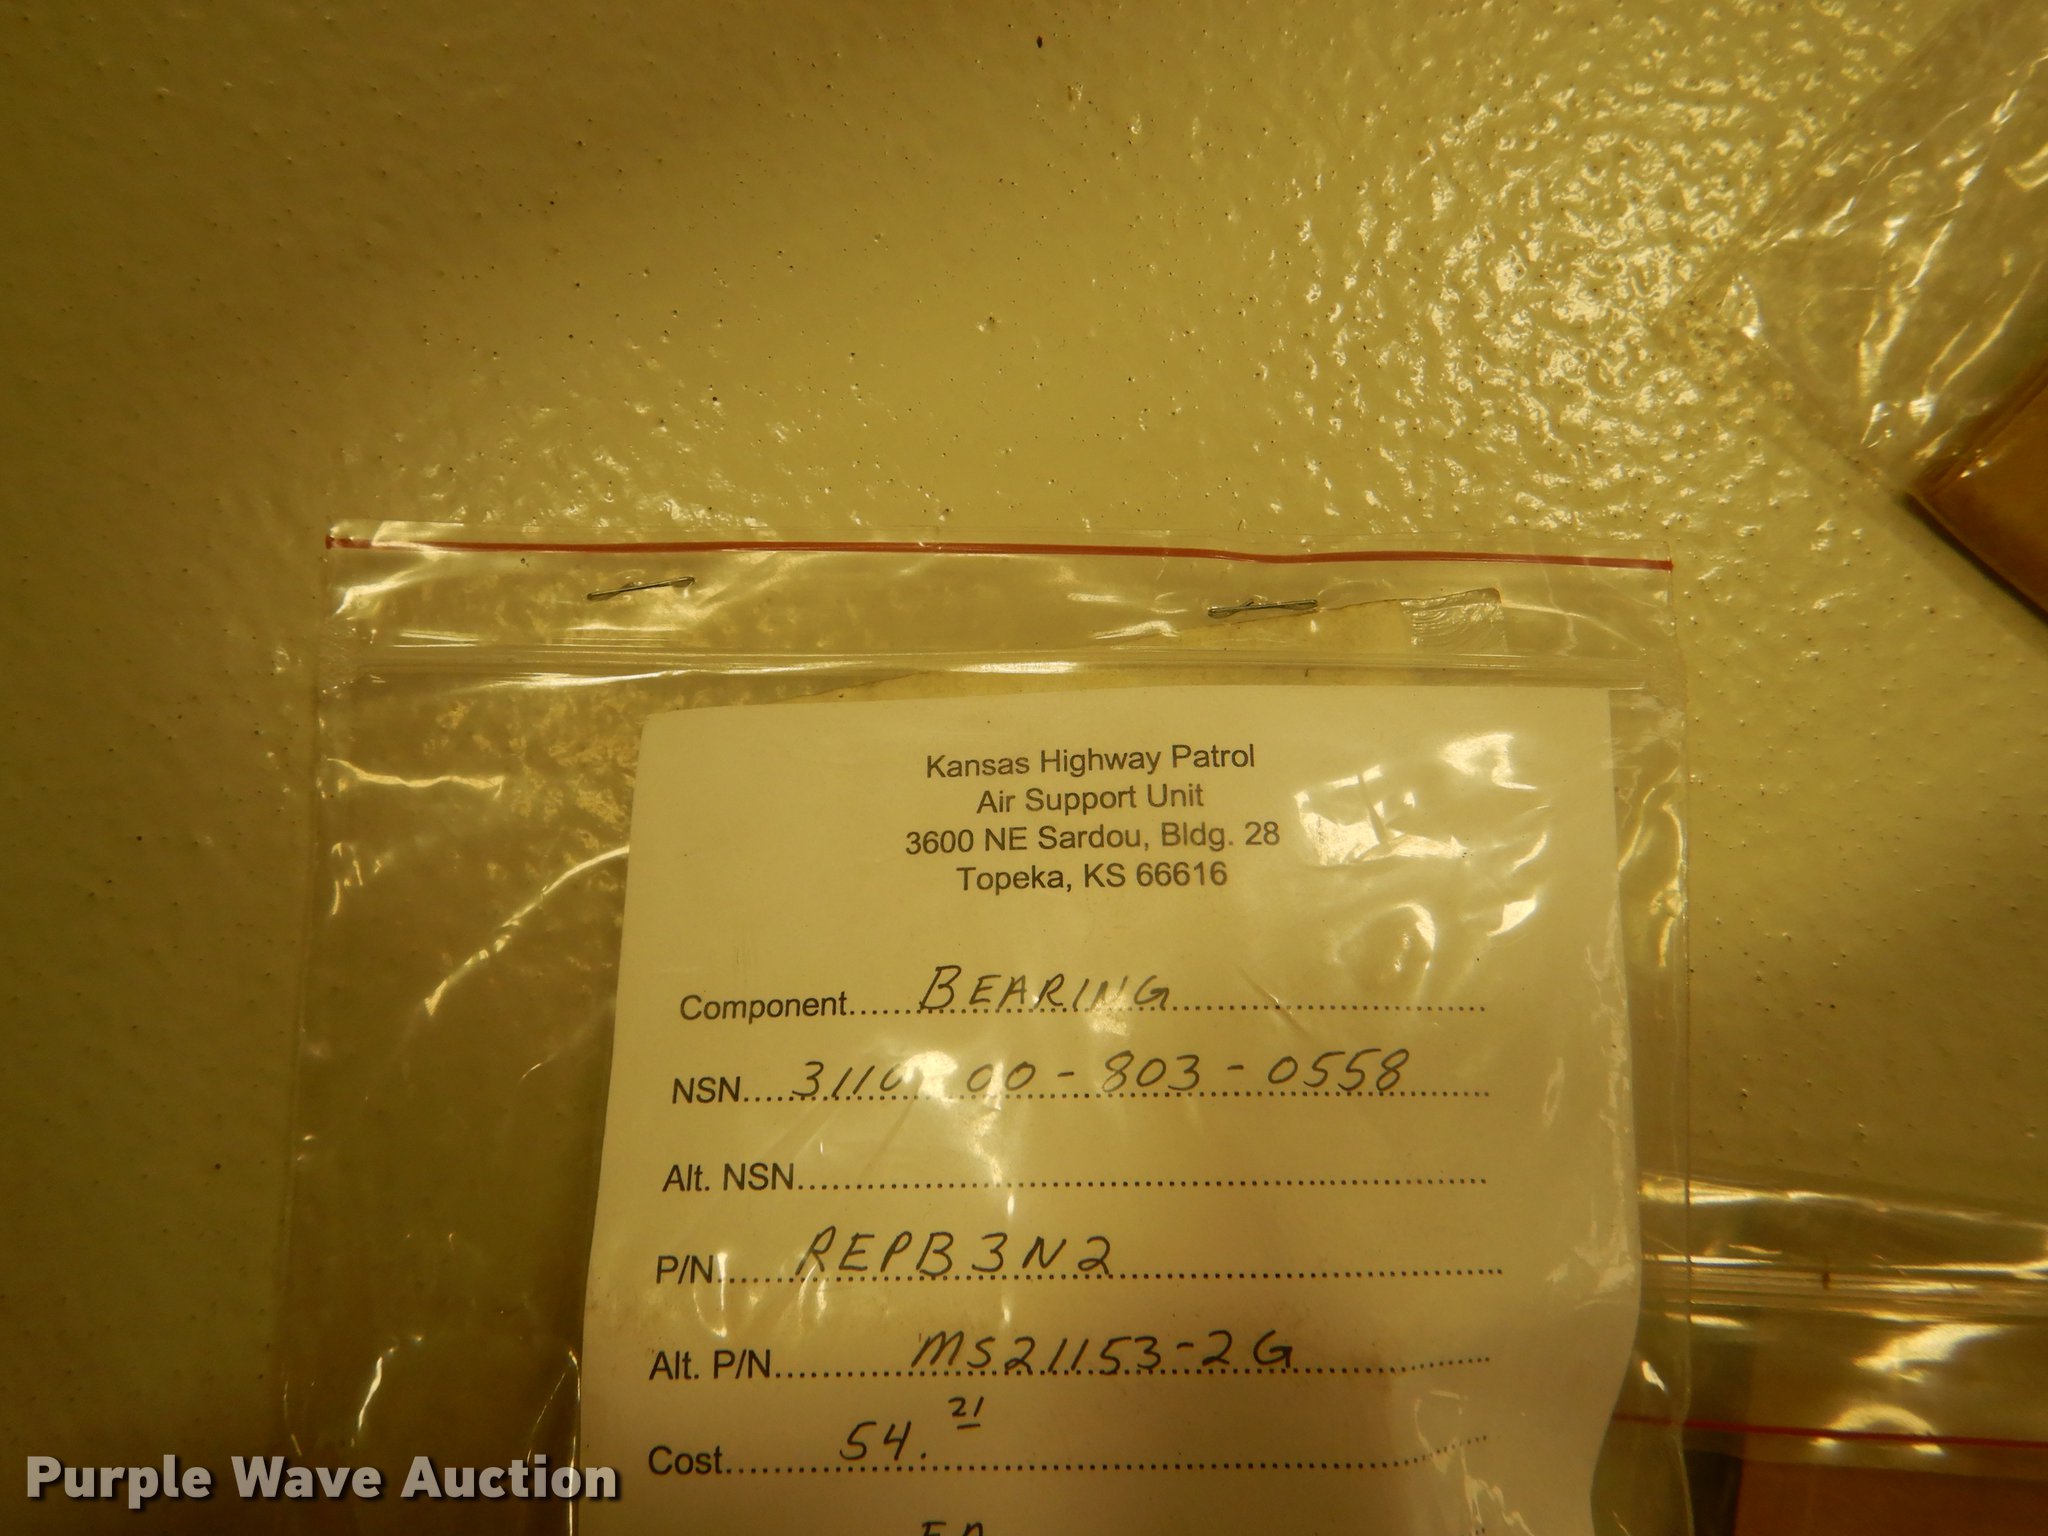 Kansas Highway Patrol
Air Support Unit
3600 NE Sardou, Bldg. 28
Topeka, KS 66616
Component.....BEARING
NSN.....3110-00-803-0558
Alt. NSN.....
P/N.....REPB3N2
Alt. P/N.....MS21153-2G
Cost.....54.21
Purple Wave Auction